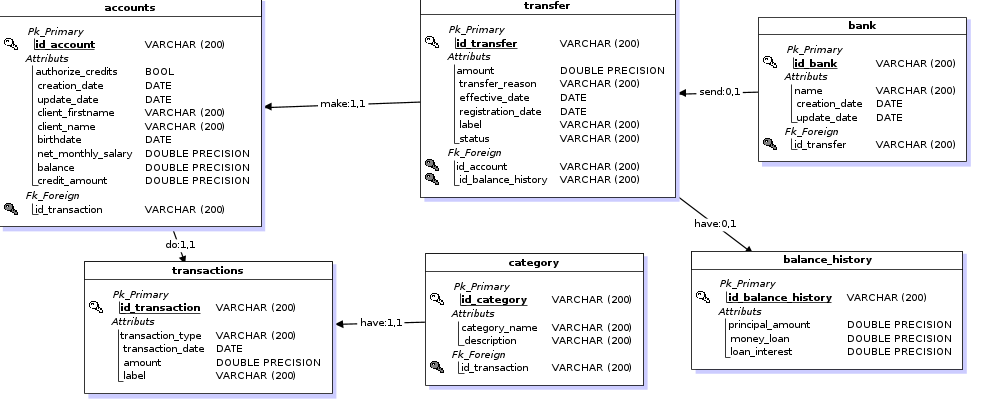 accounts
Pk_Primary
id_account VARCHAR (200)
Attributs
authorize_credits BOOL
creation_date DATE
update_date DATE
client_firstname VARCHAR (200)
client_name VARCHAR (200)
birthdate DATE
net_monthly_salary DOUBLE PRECISION
balance DOUBLE PRECISION
credit_amount DOUBLE PRECISION
Fk_Foreign
id_transaction VARCHAR (200)
make:1,1
transfer
Pk_Primary
id_transfer VARCHAR (200)
Attributs
amount DOUBLE PRECISION
transfer_reason VARCHAR (200)
effective_date DATE
registration_date DATE
label VARCHAR (200)
status VARCHAR (200)
Fk_Foreign
id_account VARCHAR (200)
id_balance_history VARCHAR (200)
send:0,1
bank
Pk_Primary
id_bank VARCHAR (200)
Attributs
name VARCHAR (200)
creation_date DATE
update_date DATE
Fk_Foreign
id_transfer VARCHAR (200)
do:1,1
have:0,1
transactions
Pk_Primary
id_transaction VARCHAR (200)
Attributs
transaction_type VARCHAR (200)
transaction_date DATE
amount DOUBLE PRECISION
label VARCHAR (200)
have:1,1
category
Pk_Primary
id_category VARCHAR (200)
Attributs
category_name VARCHAR (200)
description VARCHAR (200)
Fk_Foreign
id_transaction VARCHAR (200)
balance_history
Pk_Primary
id_balance_history VARCHAR (200)
Attributs
principal_amount DOUBLE PRECISION
money_loan DOUBLE PRECISION
loan_interest DOUBLE PRECISION